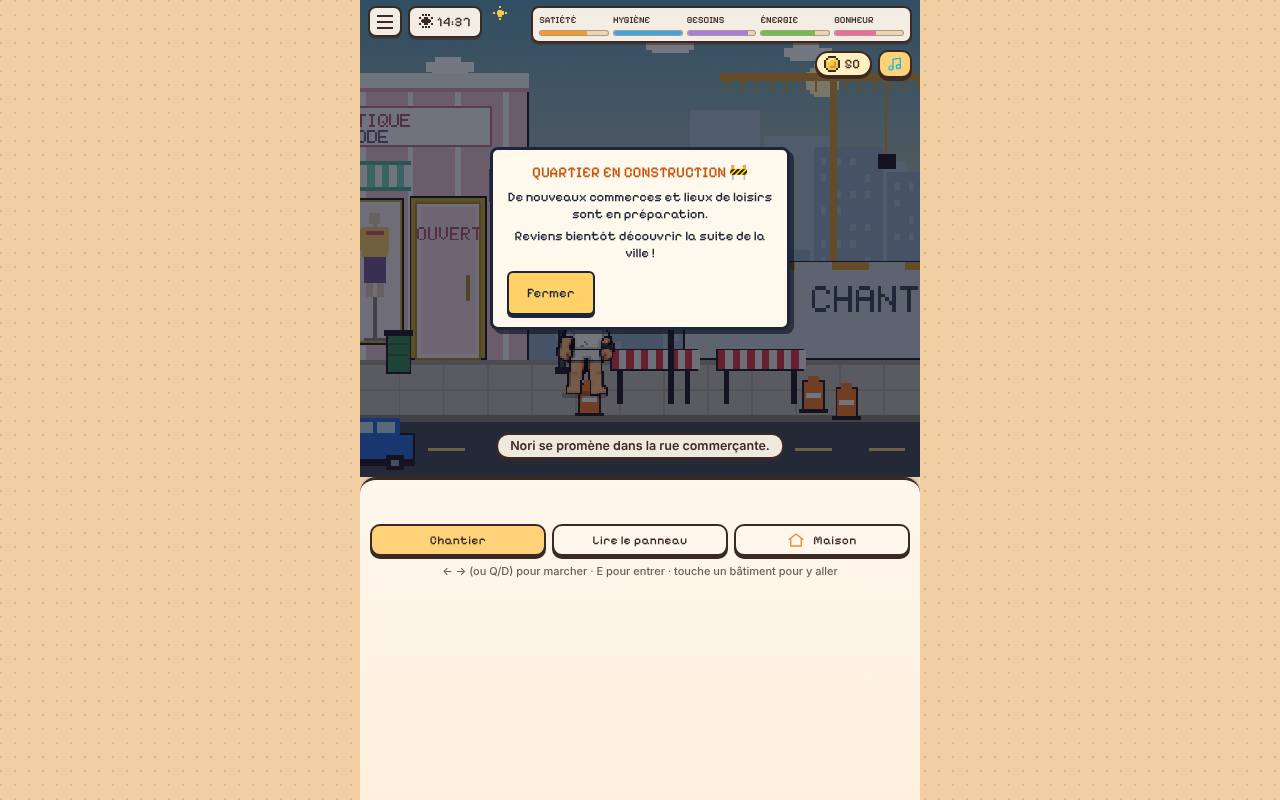 14:37
SATIÉTÉ HYGIÈNE BESOINS ÉNERGIE BONHEUR
50
TIQUE
ODE
OUVERT
QUARTIER EN CONSTRUCTION
De nouveaux commerces et lieux de loisirs
sont en préparation.
Reviens bientôt découvrir la suite de la
ville !
Fermer
CHANT
Nori se promène dans la rue commerçante.
Chantier
Lire le panneau
Maison
← → (ou Q/D) pour marcher · E pour entrer · touche un bâtiment pour y aller